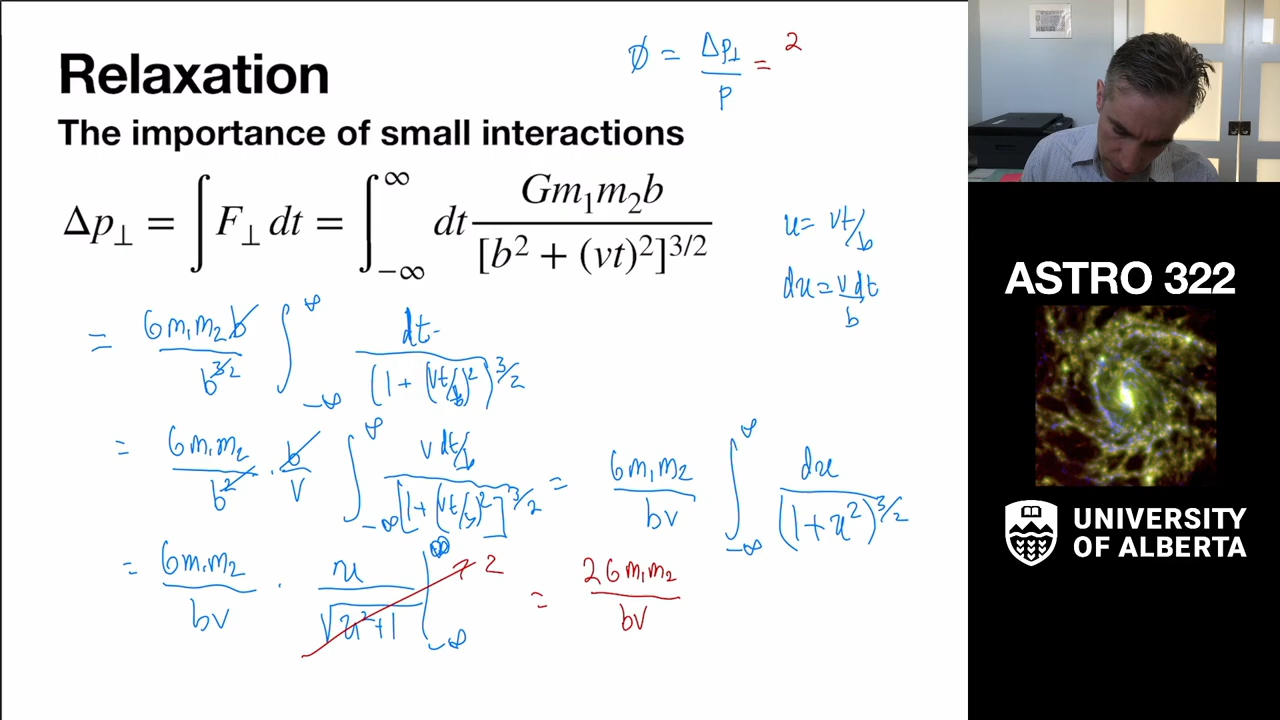 Relaxation
ϕ = Δp⊥/p = 2
The importance of small interactions
Δp⊥ = ∫ F⊥ dt = ∫_{-∞}^{∞} dt Gm₁m₂b / [b² + (vt)²]^{3/2}
u = vt/b
du = v dt/b
= Gm₁m₂b / b^{3/2} ∫_{-∞}^{∞} dt / (1 + (vt/b)²)^{3/2}
= Gm₁m₂ / b² · b/v ∫_{-∞}^{∞} v dt/b / [1 + (vt/b)²]^{3/2} = Gm₁m₂ / bv ∫_{-∞}^{∞} du / (1 + u²)^{3/2}
= Gm₁m₂ / bv · u / √(u²+1) |_{-∞}^{∞} → 2 = 2Gm₁m₂ / bv
ASTRO 322
UNIVERSITY
OF ALBERTA